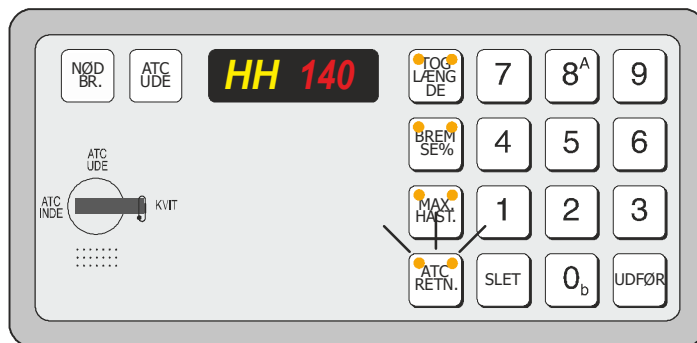 NØD
BR.
ATC
UDE
HH 140
TOG
LÆNG
DE
7
8A
9
BREM
SE%
4
5
6
ATC
UDE
ATC
INDE
KVIT
MAX.
HAST.
1
2
3
ATC
RETN.
SLET
0b
UDFØR